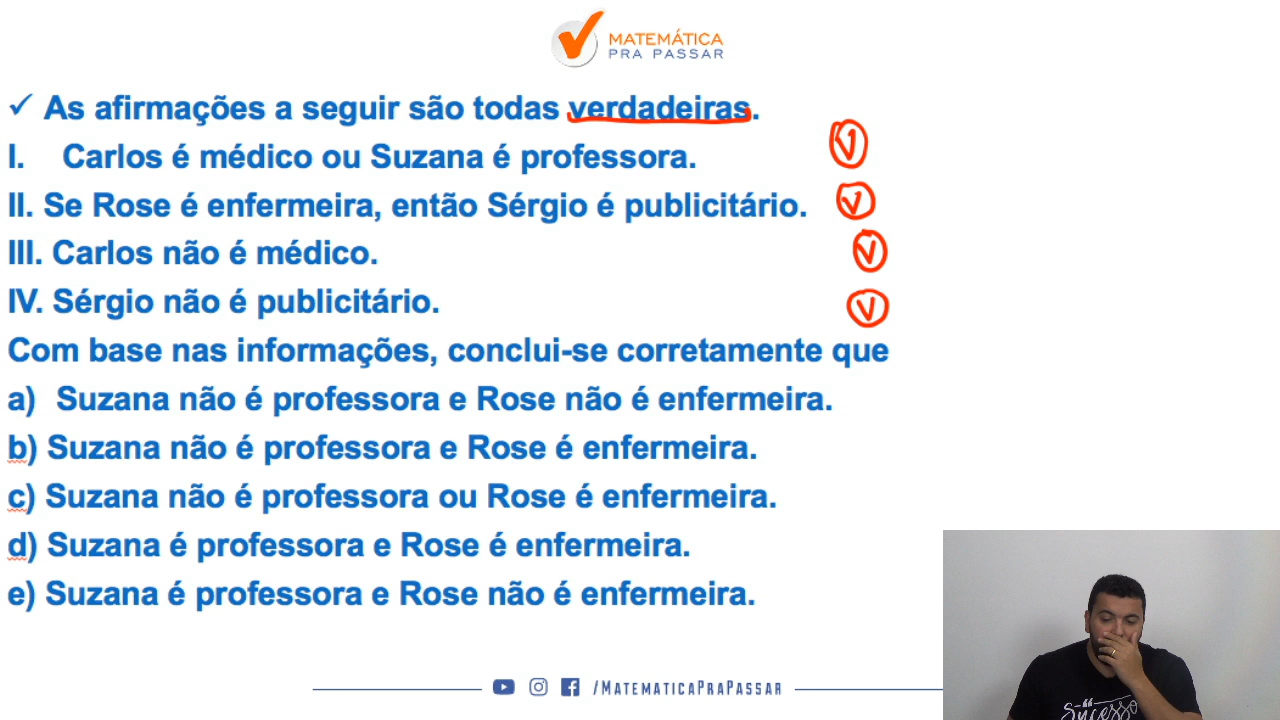 MATEMÁTICA
PRA PASSAR
✓ As afirmações a seguir são todas verdadeiras.
I. Carlos é médico ou Suzana é professora. V
II. Se Rose é enfermeira, então Sérgio é publicitário. V
III. Carlos não é médico. V
IV. Sérgio não é publicitário. V
Com base nas informações, conclui-se corretamente que
a) Suzana não é professora e Rose não é enfermeira.
b) Suzana não é professora e Rose é enfermeira.
c) Suzana não é professora ou Rose é enfermeira.
d) Suzana é professora e Rose é enfermeira.
e) Suzana é professora e Rose não é enfermeira.
/MATEMATICAPRAPASSAR
Sucesso